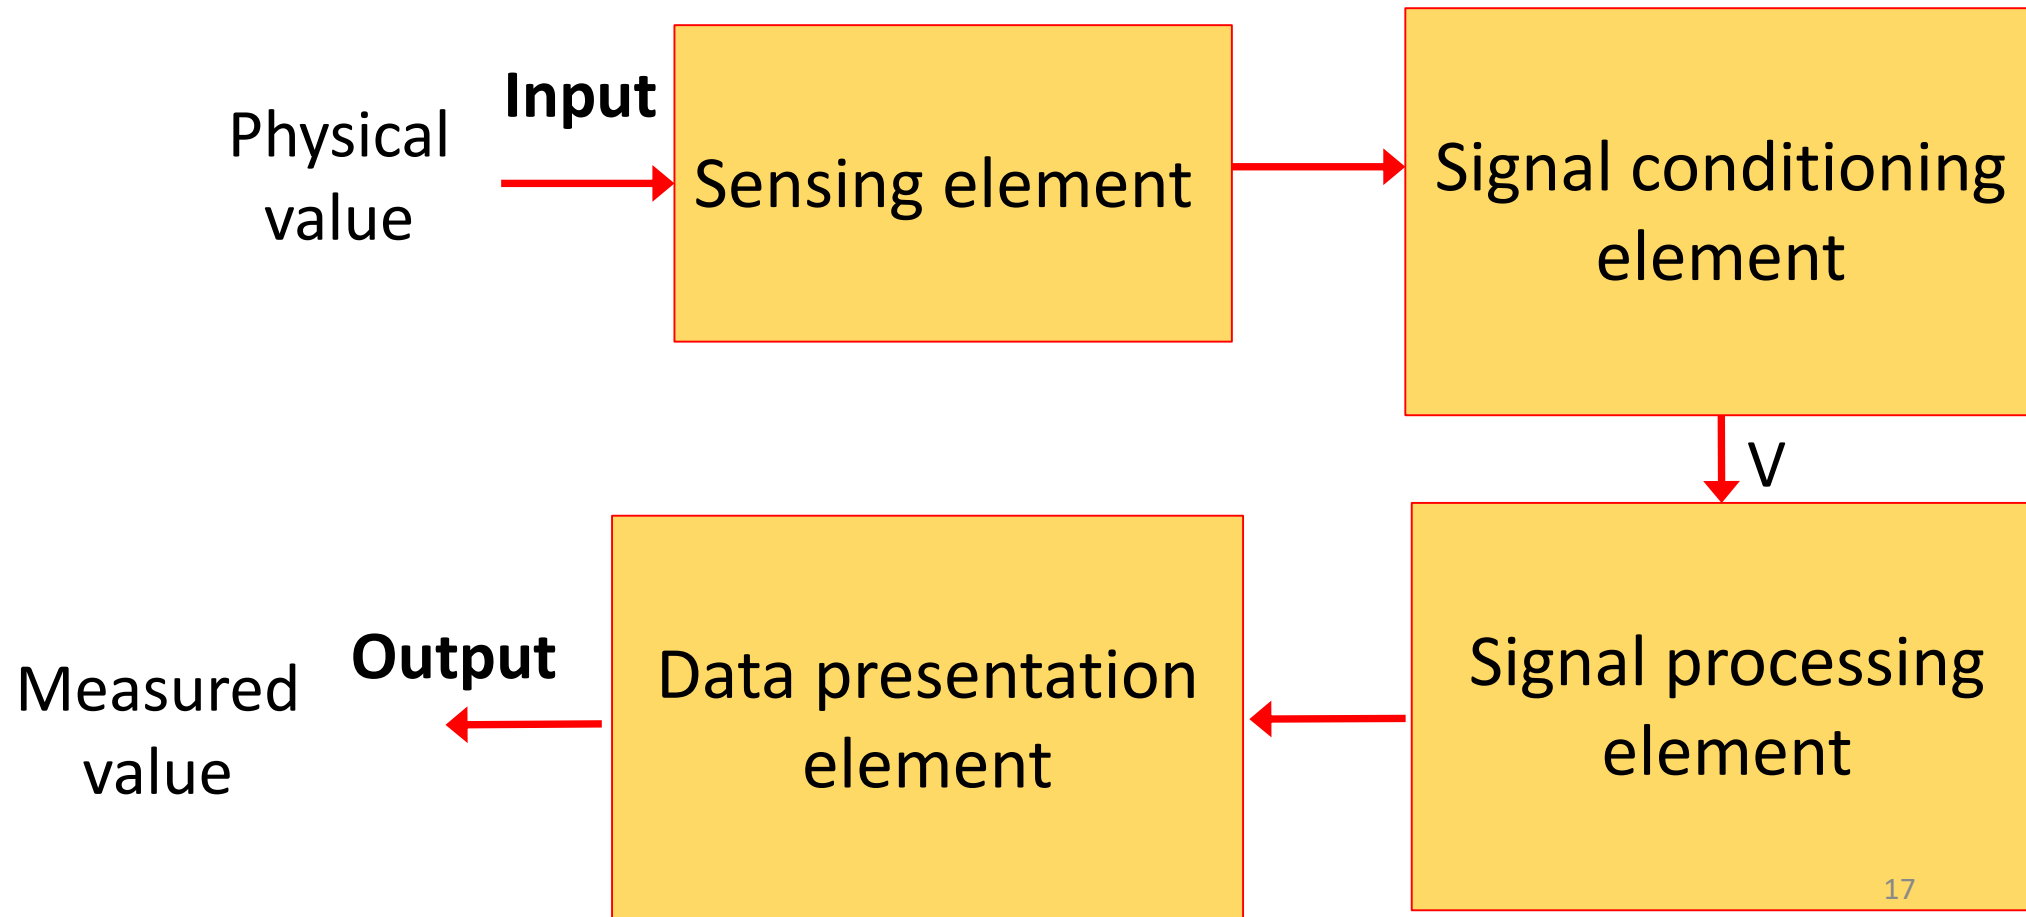 Physical
value
Input
Sensing element
Signal conditioning
element
V
Signal processing
element
Data presentation
element
Output
Measured
value
17